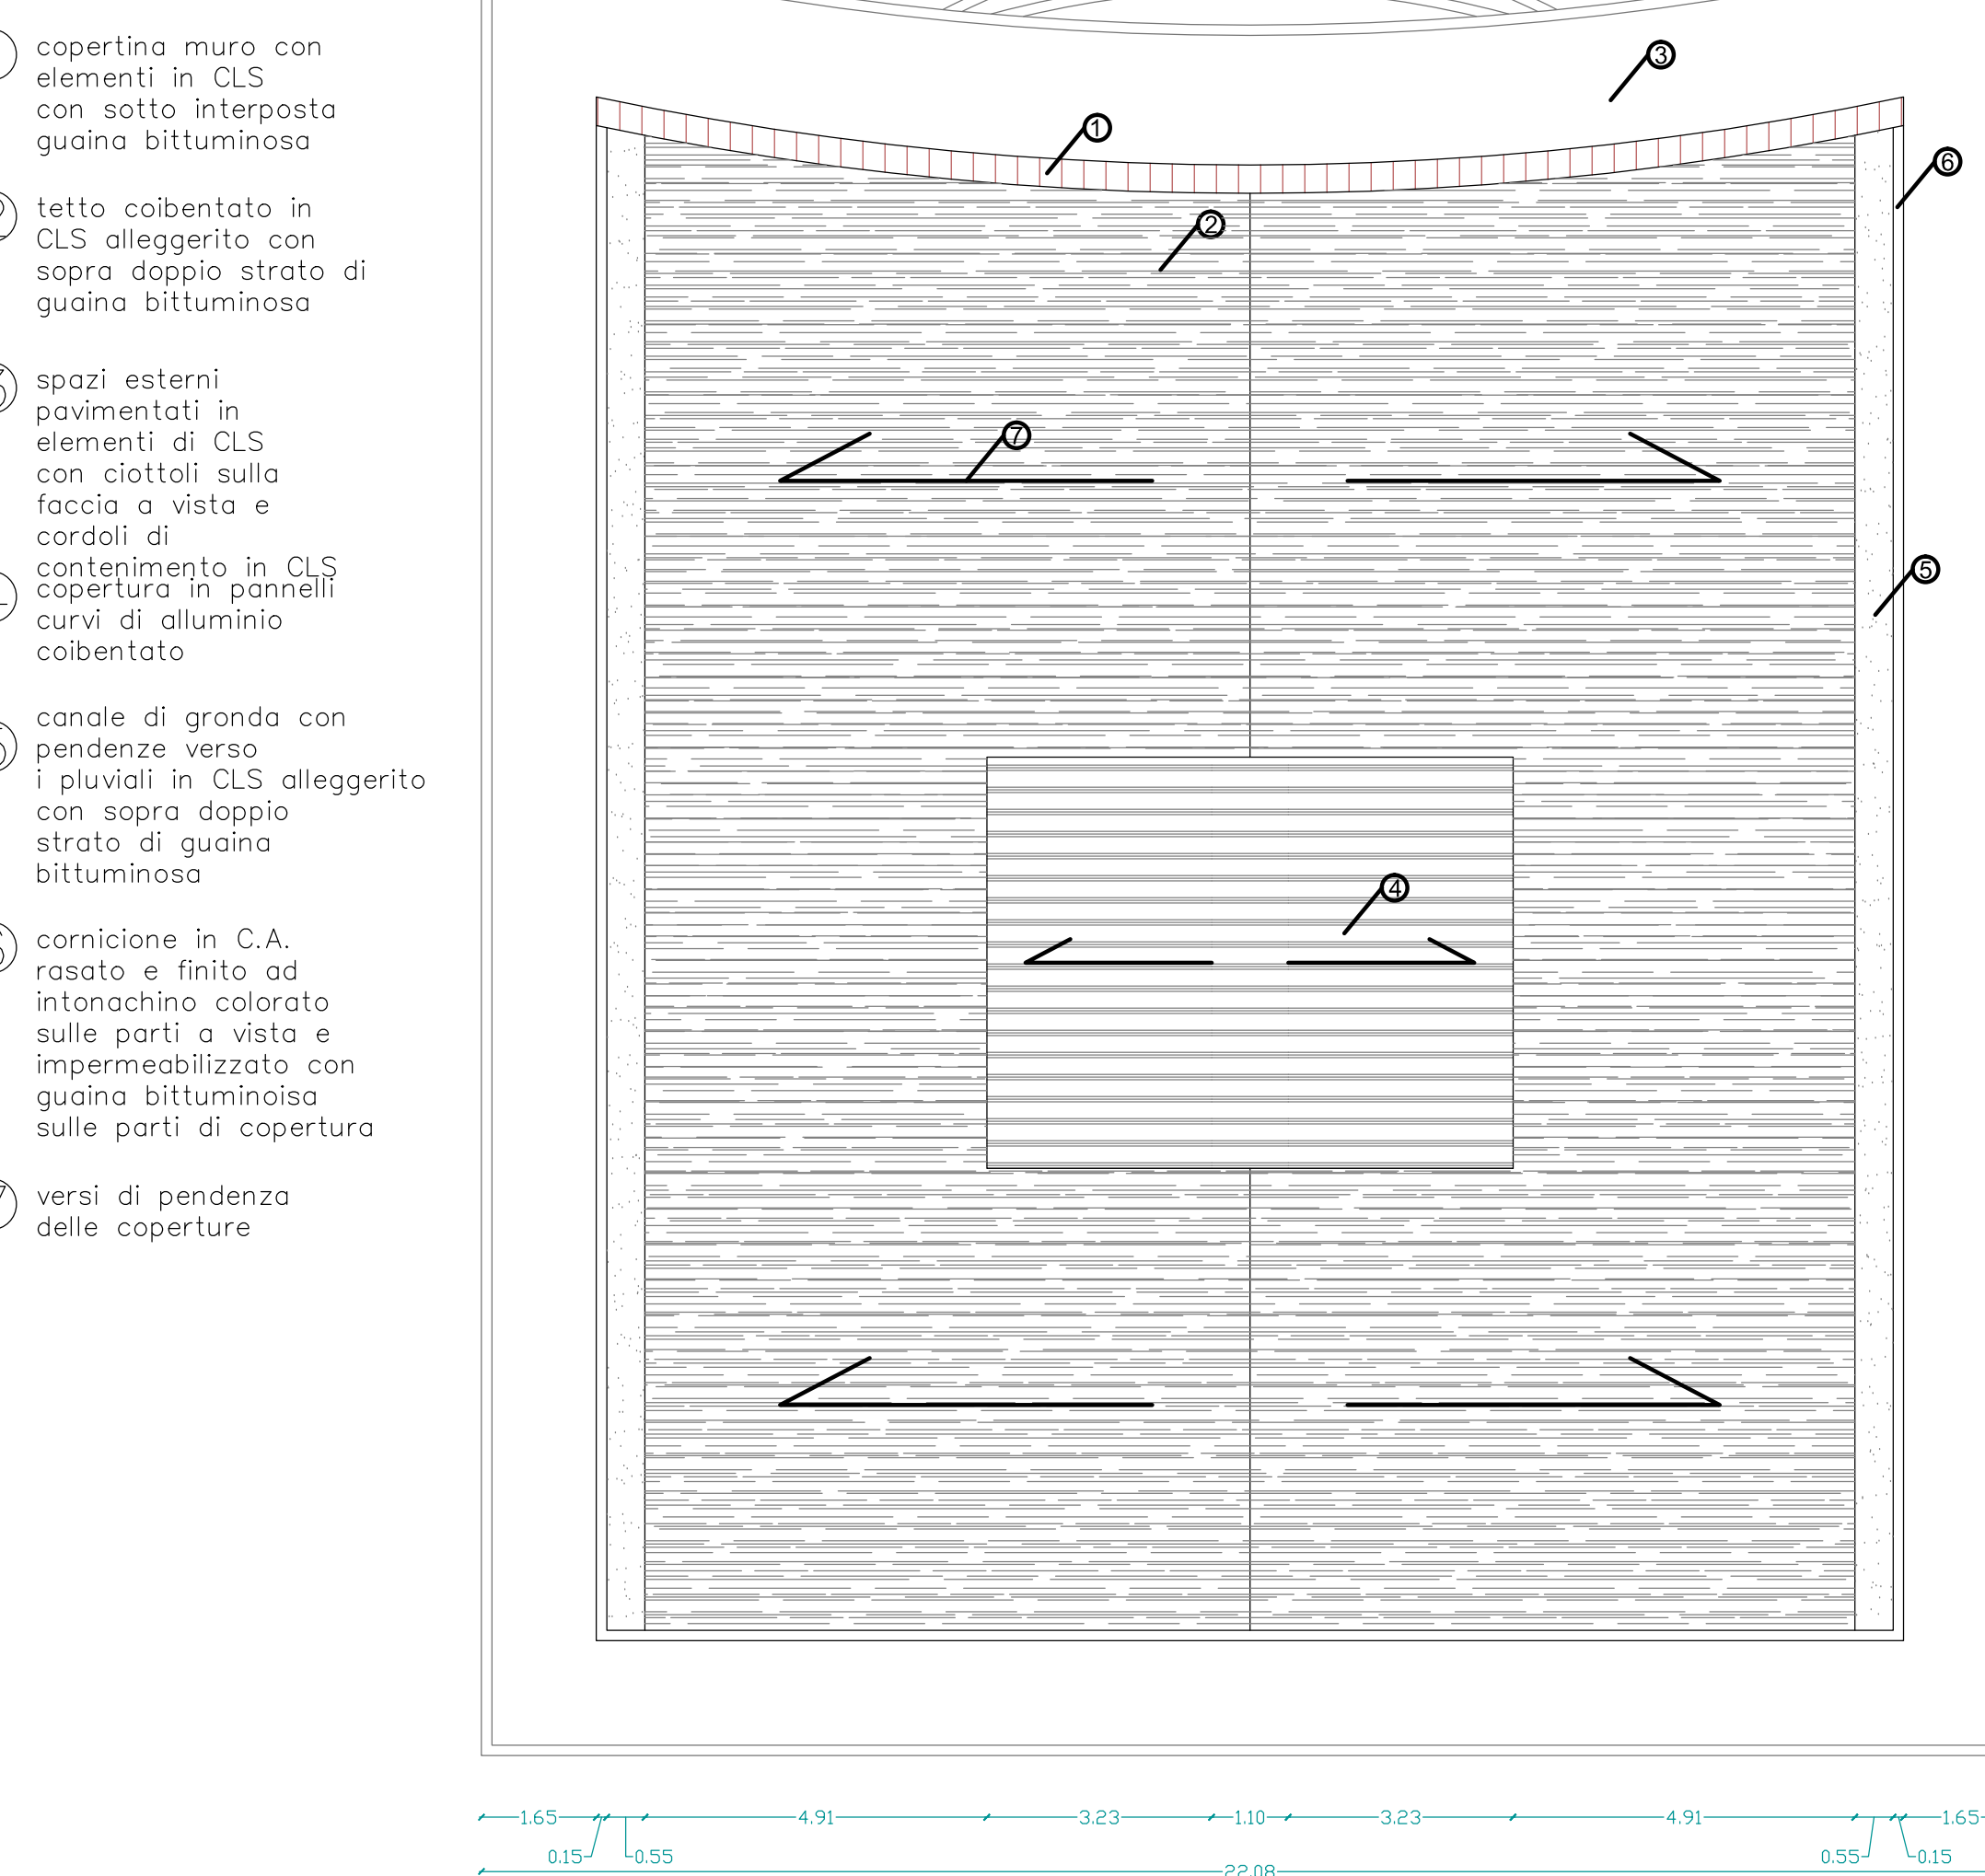 copertina muro con
elementi in CLS
con sotto interposta
guaina bittuminosa
tetto coibentato in
CLS alleggerito con
sopra doppio strato di
guaina bittuminosa
spazi esterni
pavimentati in
elementi di CLS
con ciottoli sulla
faccia a vista e
cordoli di
contenimento in CLS
copertura in pannelli
curvi di alluminio
coibentato
canale di gronda con
pendenze verso
i pluviali in CLS alleggerito
con sopra doppio
strato di guaina
bittuminosa
6 cornicione in C.A.
rasato e finito ad
intonachino colorato
sulle parti a vista e
impermeabilizzato con
guaina bittuminoisa
sulle parti di copertura
7 versi di pendenza
delle coperture
3
1
6
2
7
5
4
1.65 4.91 3.23 1.10 3.23 4.91 1.65
0.15 0.55 0.55 0.15
22.08